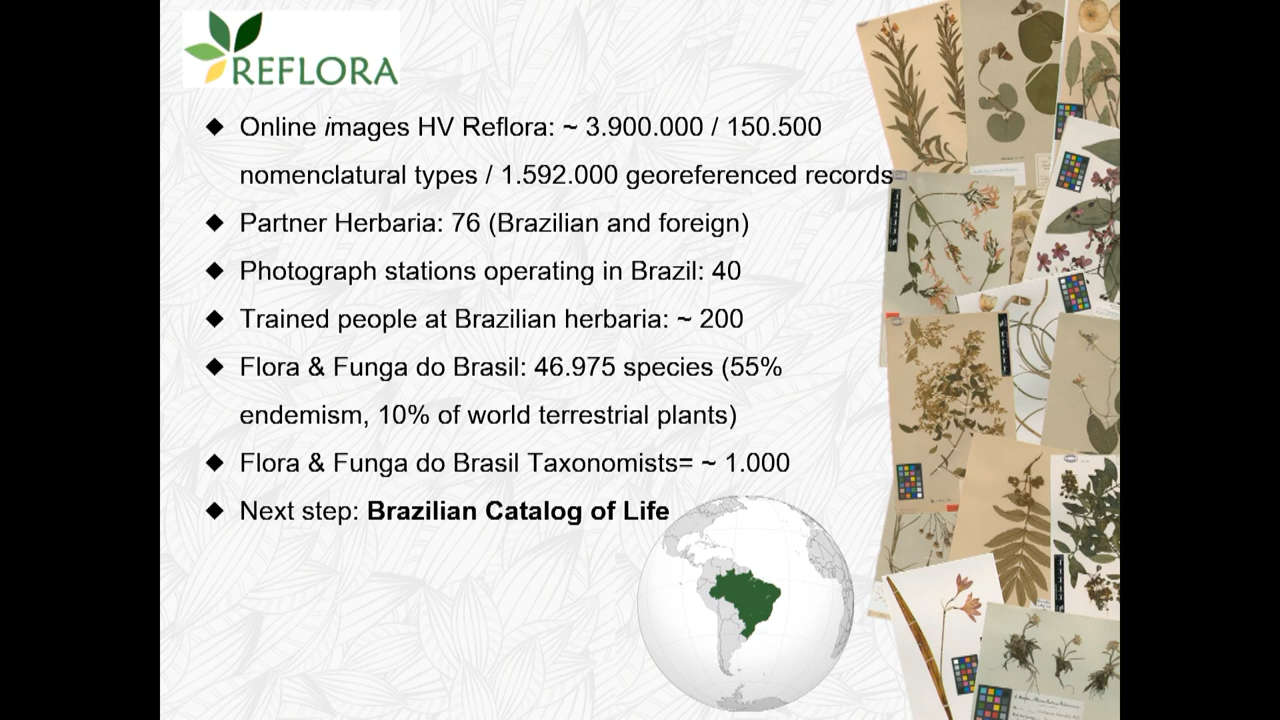 REFLORA
◆ Online images HV Reflora: ~ 3.900.000 / 150.500
nomenclatural types / 1.592.000 georeferenced records
◆ Partner Herbaria: 76 (Brazilian and foreign)
◆ Photograph stations operating in Brazil: 40
◆ Trained people at Brazilian herbaria: ~ 200
◆ Flora & Funga do Brasil: 46.975 species (55%
endemism, 10% of world terrestrial plants)
◆ Flora & Funga do Brasil Taxonomists= ~ 1.000
◆ Next step: Brazilian Catalog of Life